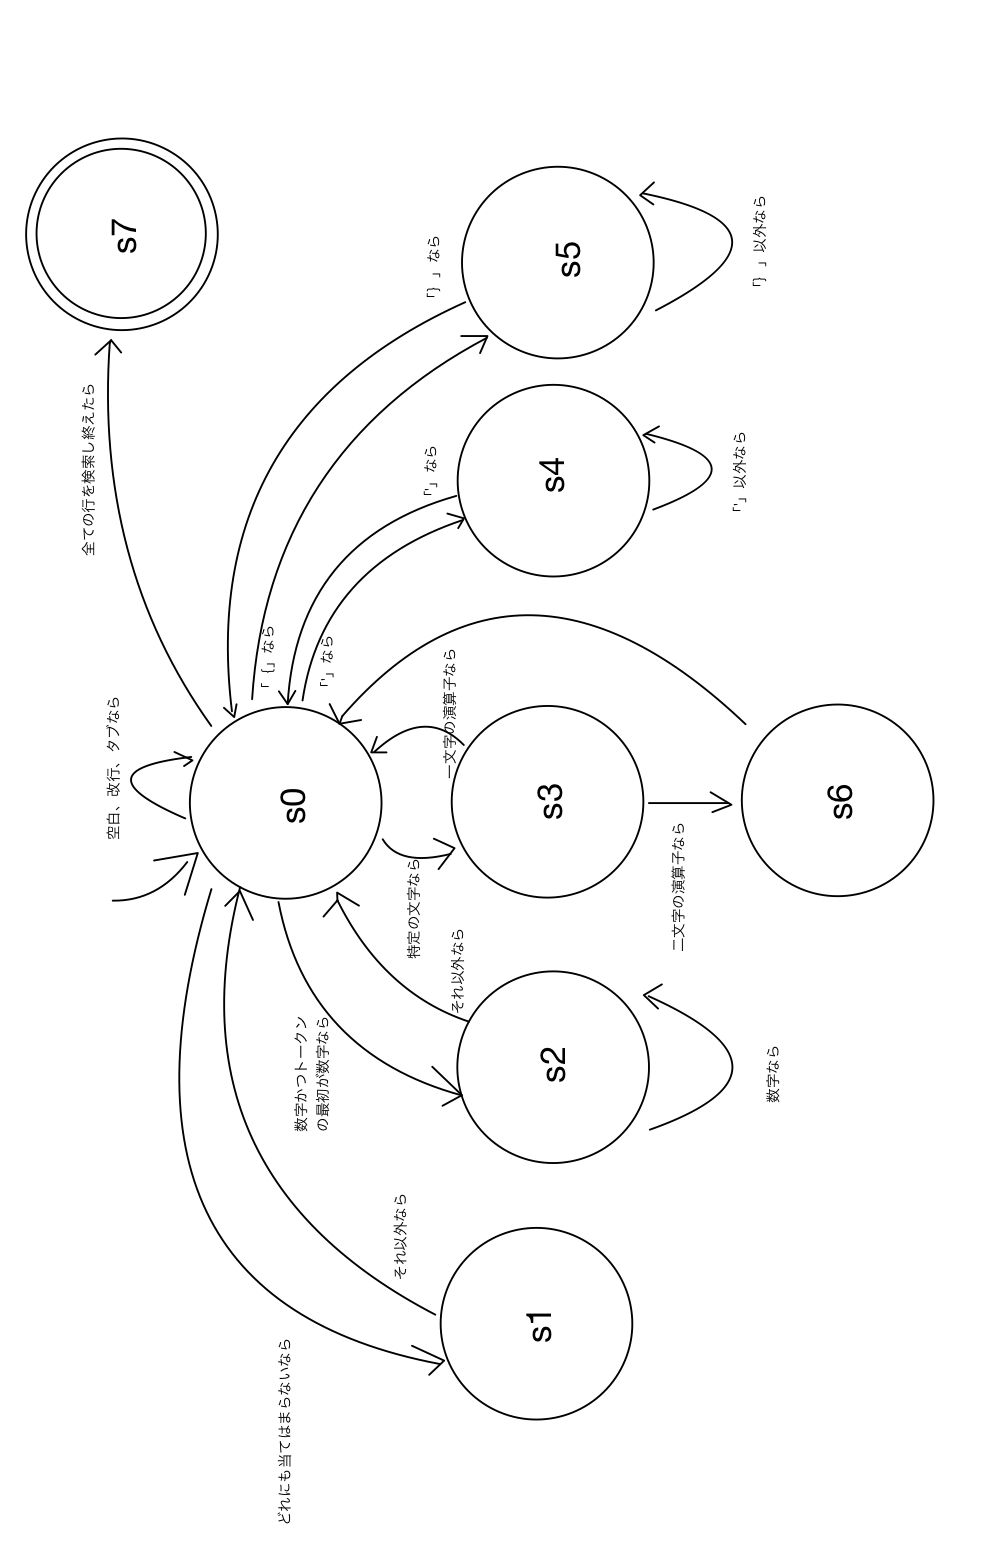 全ての行を検索し終えたら
s7
空白、改行、タブなら
s0
どれにも当てはまらないなら
それ以外なら
s1
数字かつトークン
の最初が数字なら
それ以外なら
s2
数字なら
特定の文字なら
一文字の演算子なら
s3
二文字の演算子なら
s6
「'」なら
「'」なら
s4
「'」以外なら
「{」なら
「}」なら
s5
「}」以外なら